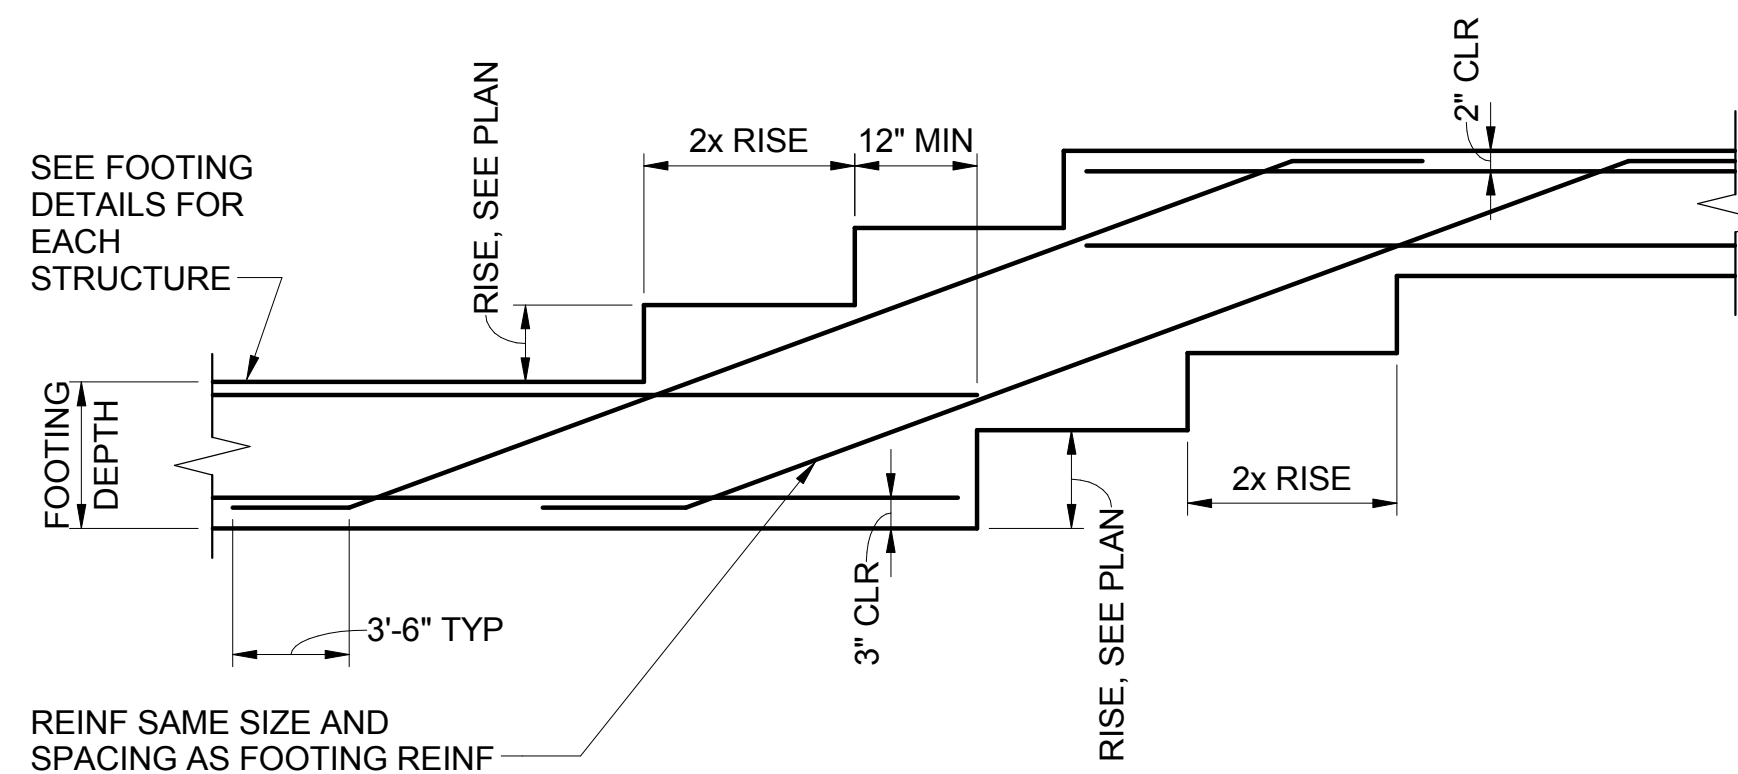 SEE FOOTING
DETAILS FOR
EACH
STRUCTURE
RISE, SEE PLAN
2x RISE
12" MIN
2" CLR
FOOTING
DEPTH
3'-6" TYP
3" CLR
RISE, SEE PLAN
2x RISE
REINF SAME SIZE AND
SPACING AS FOOTING REINF